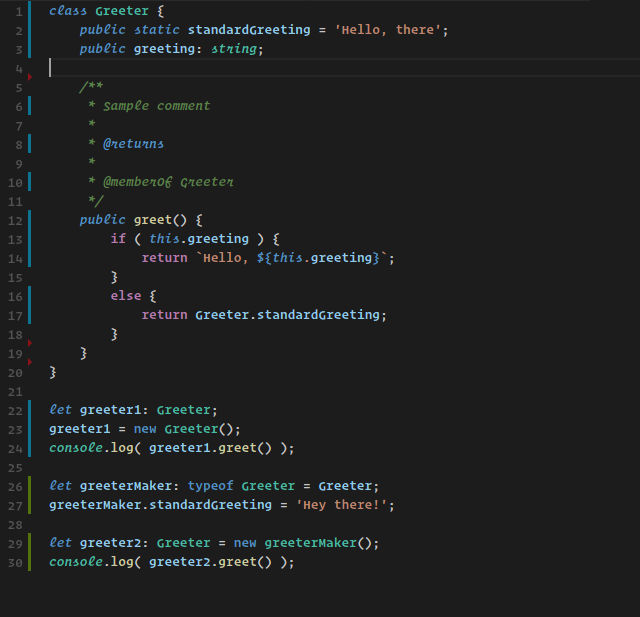 1 class Greeter {
2     public static standardGreeting = 'Hello, there';
3     public greeting: string;
4
5     /**
6      * Sample comment
7      *
8      * @returns
9      *
10      * @memberOf Greeter
11      */
12     public greet() {
13         if ( this.greeting ) {
14             return `Hello, ${this.greeting}`;
15         }
16         else {
17             return Greeter.standardGreeting;
18         }
19     }
20 }
21
22 let greeter1: Greeter;
23 greeter1 = new Greeter();
24 console.log( greeter1.greet() );
25
26 let greeterMaker: typeof Greeter = Greeter;
27 greeterMaker.standardGreeting = 'Hey there!';
28
29 let greeter2: Greeter = new greeterMaker();
30 console.log( greeter2.greet() );